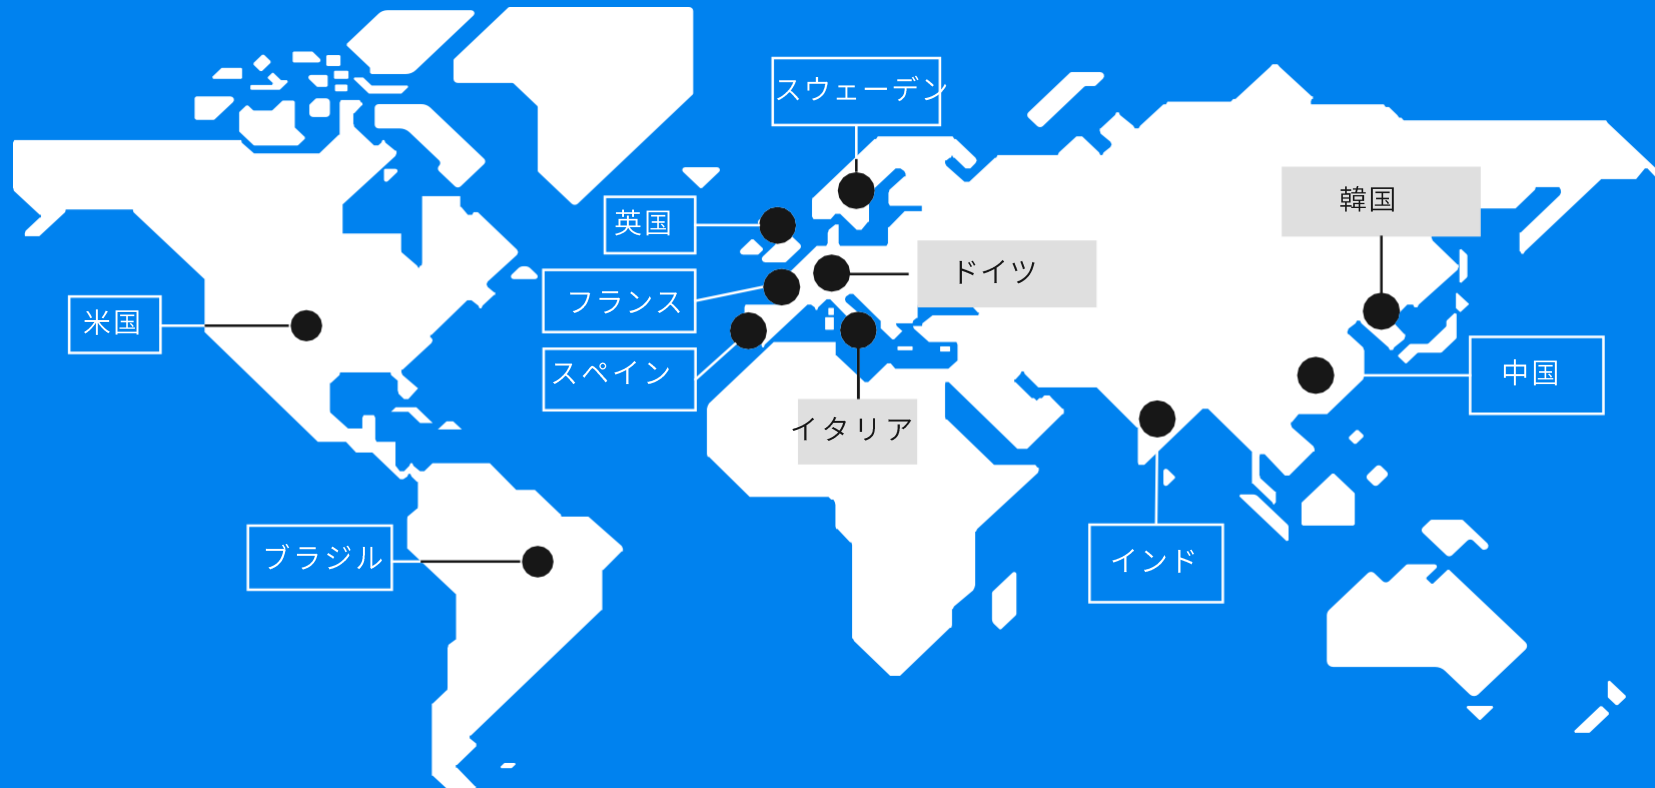 スウェーデン
韓国
英国
ドイツ
フランス
米国
スペイン
中国
イタリア
ブラジル
インド